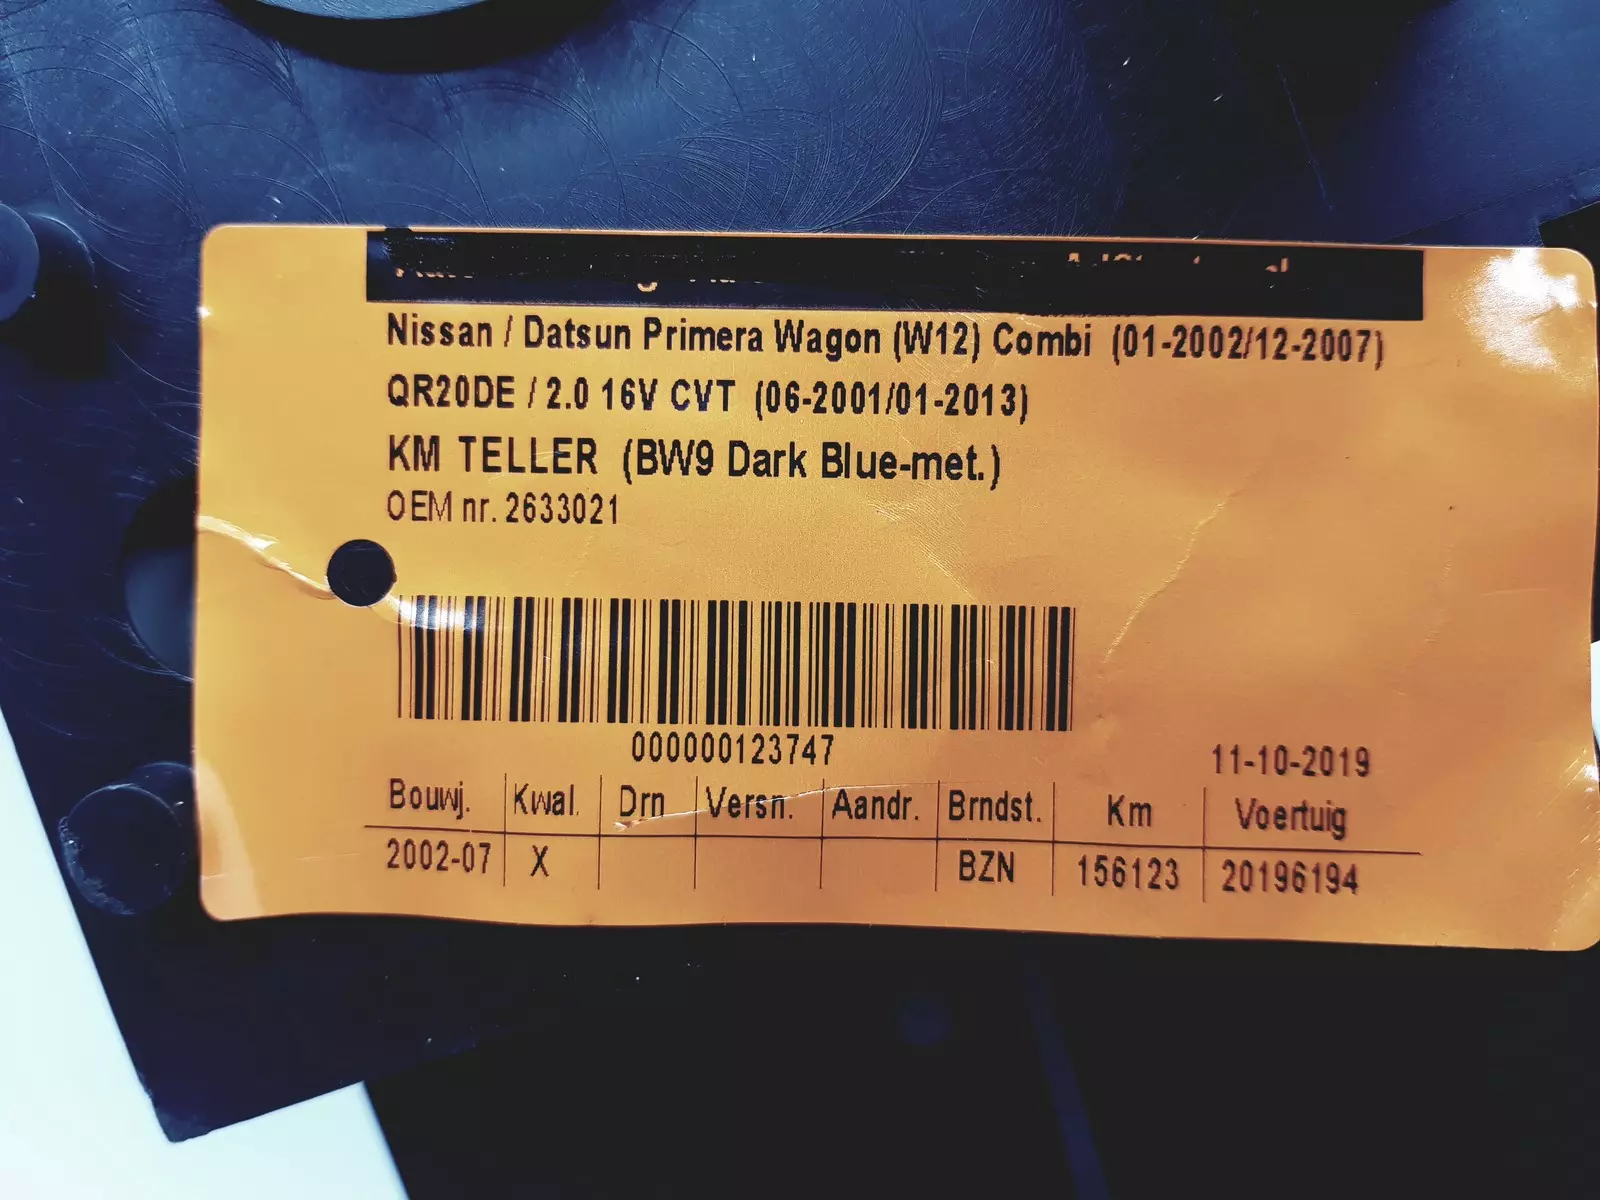 Nissan / Datsun Primera Wagon (W12) Combi (01-2002/12-2007)
QR20DE / 2.0 16V CVT (06-2001/01-2013)
KM TELLER (BW9 Dark Blue-met.)
OEM nr. 2633021
000000123747
11-10-2019
Bouwj. Kwal. Drn Versn. Aandr. Brndst. Km Voertuig
2002-07 X BZN 156123 20196194